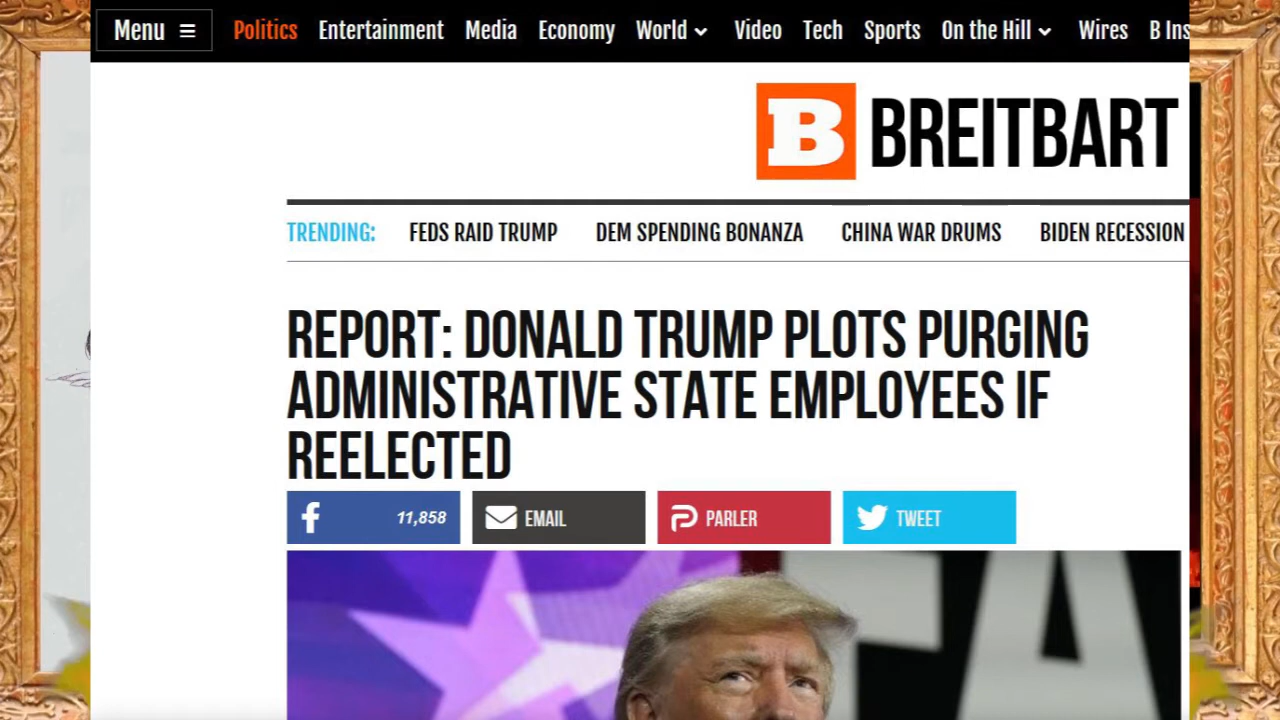 Menu Politics Entertainment Media Economy World Video Tech Sports On the Hill Wires B Ins
B BREITBART
TRENDING: FEDS RAID TRUMP DEM SPENDING BONANZA CHINA WAR DRUMS BIDEN RECESSION
REPORT: DONALD TRUMP PLOTS PURGING
ADMINISTRATIVE STATE EMPLOYEES IF
REELECTED
11,858 EMAIL PARLER TWEET
FA